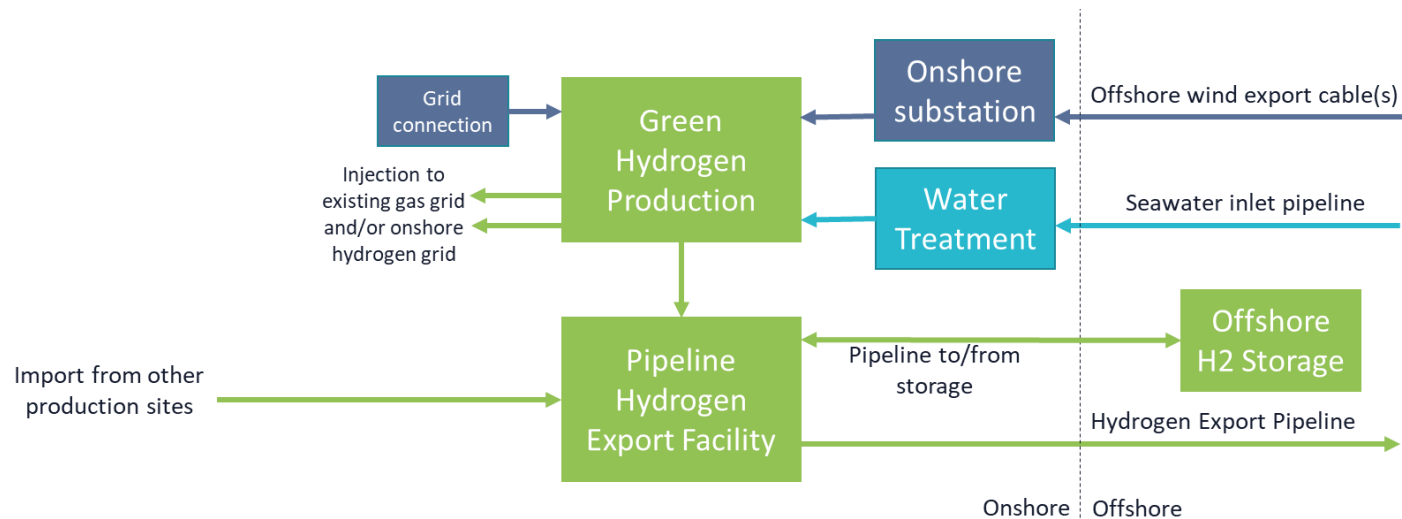 Grid
connection
Green
Hydrogen
Production
Onshore
substation
Offshore wind export cable(s)
Injection to
existing gas grid
and/or onshore
hydrogen grid
Water
Treatment
Seawater inlet pipeline
Import from other
production sites
Pipeline
Hydrogen
Export Facility
Pipeline to/from
storage
Offshore
H2 Storage
Hydrogen Export Pipeline
Onshore
Offshore